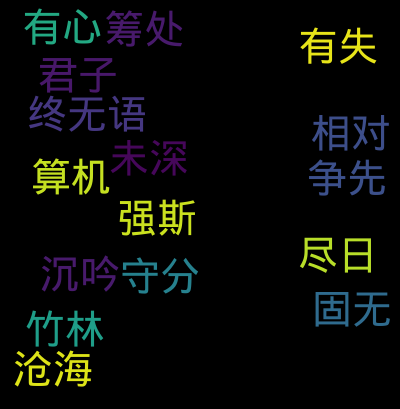 有心 筹处
有失
君子
终无语
相对
未深
算机
争先
强斯
尽日
沉吟 守分
固无
竹林
沧海